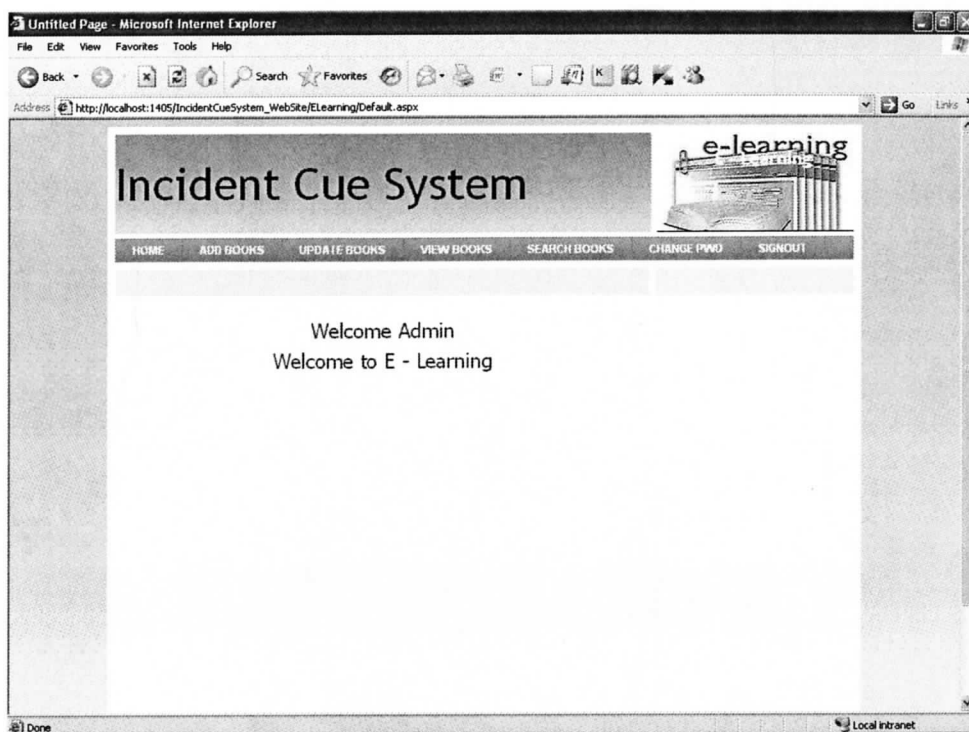 Untitled Page - Microsoft Internet Explorer
File Edit View Favorites Tools Help
Back Search Favorites
Address http://localhost:1405/IncidentCueSystem_WebSite/ELearning/Default.aspx Go Links
Incident Cue System
e-learning
HOME ADD BOOKS UPDATE BOOKS VIEW BOOKS SEARCH BOOKS CHANGE PWD SIGNOUT
Welcome Admin
Welcome to E - Learning
Done Local intranet